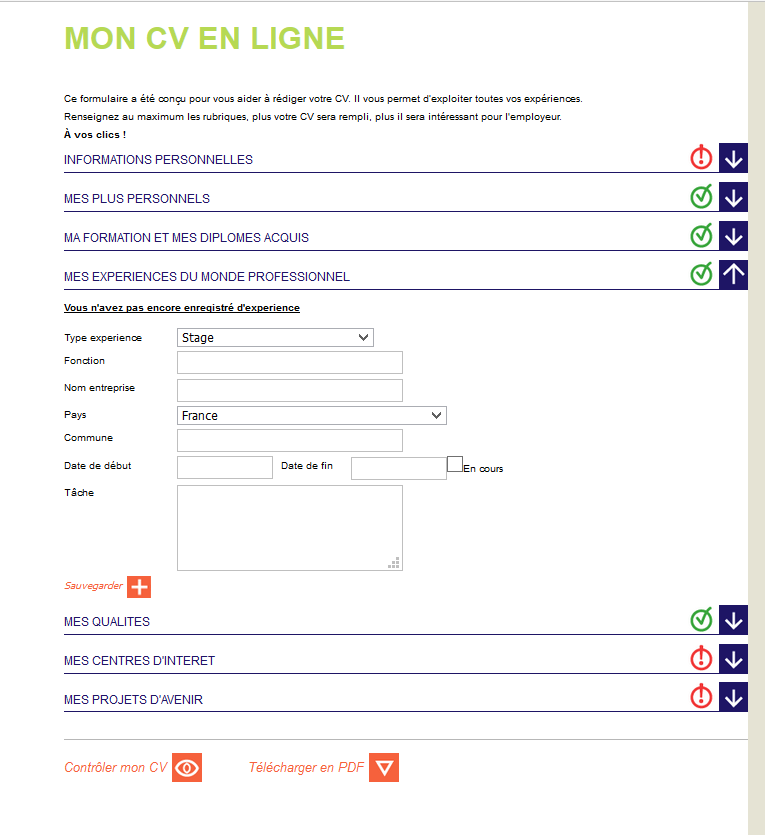 MON CV EN LIGNE
Ce formulaire a été conçu pour vous aider à rédiger votre CV. Il vous permet d'exploiter toutes vos expériences.
Renseignez au maximum les rubriques, plus votre CV sera rempli, plus il sera intéressant pour l'employeur.
À vos clics !
INFORMATIONS PERSONNELLES
MES PLUS PERSONNELS
MA FORMATION ET MES DIPLOMES ACQUIS
MES EXPERIENCES DU MONDE PROFESSIONNEL
Vous n'avez pas encore enregistré d'experience
Type experience Stage
Fonction
Nom entreprise
Pays France
Commune
Date de début Date de fin En cours
Tâche
Sauvegarder
MES QUALITES
MES CENTRES D'INTERET
MES PROJETS D'AVENIR
Contrôler mon CV Télécharger en PDF